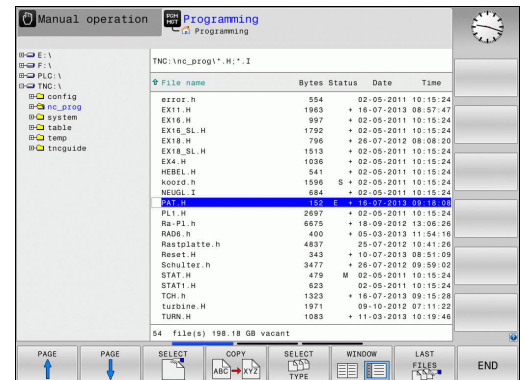 Manual operation
PGM
MGT
Programming
Programming
E:\
F:\
PLC:\
TNC:\
config
nc_prog
system
table
temp
tncguide
TNC:\nc_prog\*.H;*.I
File name Bytes Status Date Time
error.h 554 02-05-2011 10:15:24
EX11.H 1963 + 16-07-2013 08:57:47
EX16.H 997 + 02-05-2011 10:15:24
EX16_SL.H 1792 + 02-05-2011 10:15:24
EX18.H 796 + 26-07-2012 08:08:20
EX18_SL.H 1513 + 02-05-2011 10:15:24
EX4.H 1036 + 02-05-2011 10:15:24
HEBEL.H 541 + 02-05-2011 10:15:24
koord.h 1596 S + 02-05-2011 10:15:24
NEUGL.I 684 + 02-05-2011 10:15:24
PAT.H 152 E + 16-07-2013 09:18:08
PL1.H 2697 + 02-05-2011 10:15:24
Ra-Pl.h 6675 + 18-09-2012 13:06:26
RAD6.h 400 + 05-03-2013 11:54:16
Rastplatte.h 4837 25-07-2012 10:41:26
Reset.H 343 + 10-07-2013 08:51:09
Schulter.h 3477 + 26-07-2012 09:59:02
STAT.H 479 M 02-05-2011 10:15:24
STAT1.H 623 02-05-2011 10:15:24
TCH.h 1323 + 16-07-2013 09:15:28
turbine.H 1971 09-10-2012 07:11:22
TURN.H 1083 + 11-03-2013 10:19:46
54 file(s) 198.18 GB vacant
PAGE
PAGE
SELECT
COPY
ABC XYZ
SELECT
TYPE
WINDOW
LAST
FILES
END